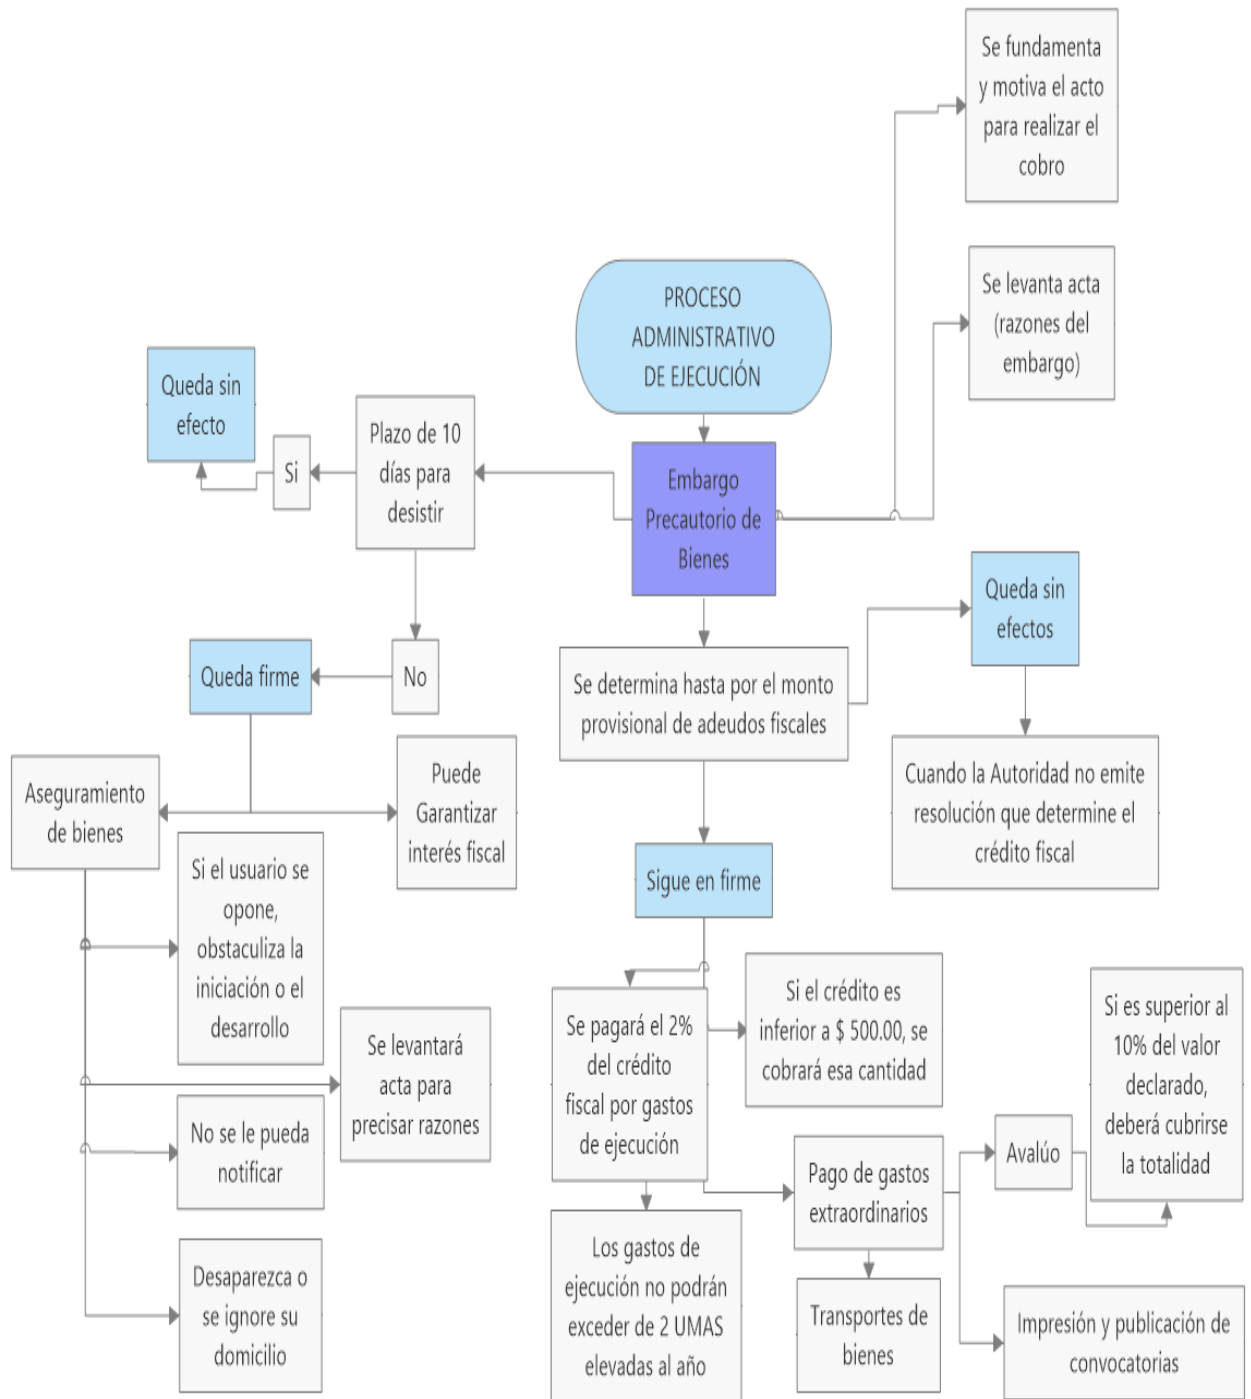 Se fundamenta
y motiva el acto
para realizar el
cobro
PROCESO
ADMINISTRATIVO
DE EJECUCIÓN
Se levanta acta
(razones del
embargo)
Queda sin
efecto
Si
Plazo de 10
días para
desistir
Embargo
Precautorio de
Bienes
Queda sin
efectos
Queda firme
No
Se determina hasta por el monto
provisional de adeudos fiscales
Cuando la Autoridad no emite
resolución que determine el
crédito fiscal
Aseguramiento
de bienes
Puede
Garantizar
interés fiscal
Sigue en firme
Si el usuario se
opone,
obstaculiza la
iniciación o el
desarrollo
Se levantará
acta para
precisar razones
No se le pueda
notificar
Desaparezca o
se ignore su
domicilio
Se pagará el 2%
del crédito
fiscal por gastos
de ejecución
Si el crédito es
inferior a $ 500.00, se
cobrará esa cantidad
Si es superior al
10% del valor
declarado,
deberá cubrirse
la totalidad
Avalúo
Pago de gastos
extraordinarios
Los gastos de
ejecución no podrán
exceder de 2 UMAS
elevadas al año
Transportes de
bienes
Impresión y publicación de
convocatorias